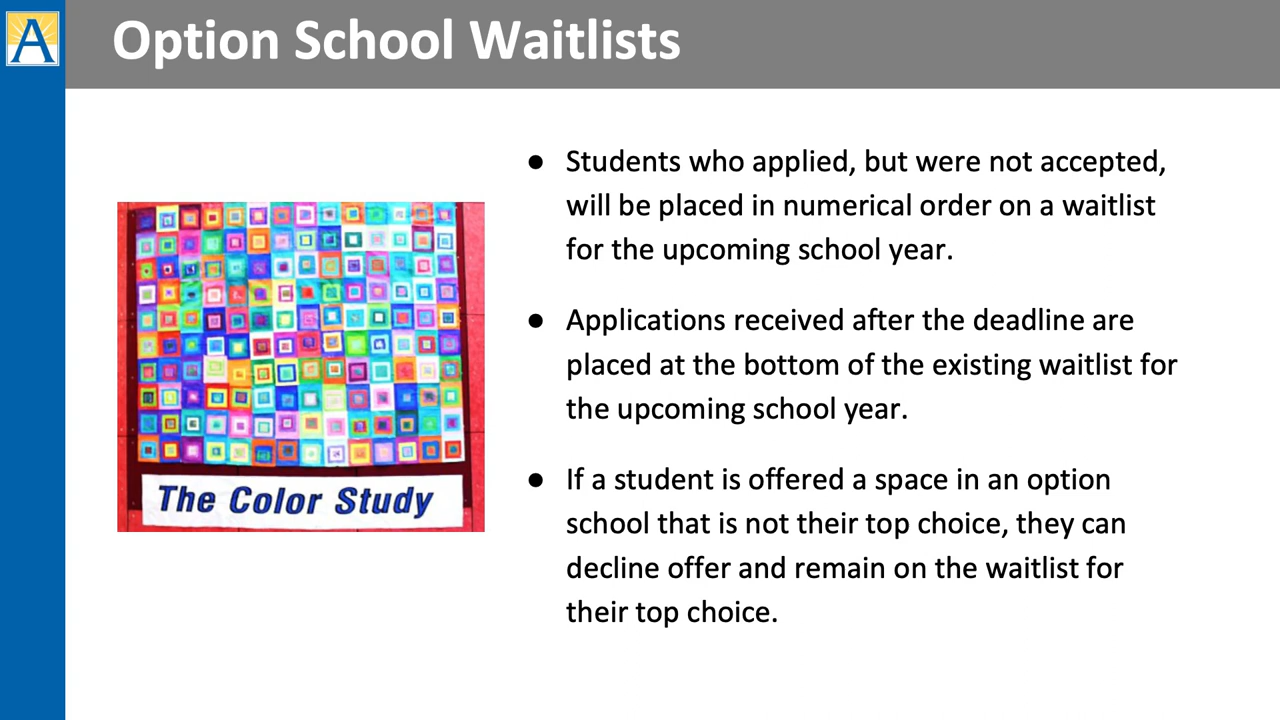 A
Option School Waitlists
● Students who applied, but were not accepted,
will be placed in numerical order on a waitlist
for the upcoming school year.
● Applications received after the deadline are
placed at the bottom of the existing waitlist for
the upcoming school year.
● If a student is offered a space in an option
school that is not their top choice, they can
decline offer and remain on the waitlist for
their top choice.
The Color Study